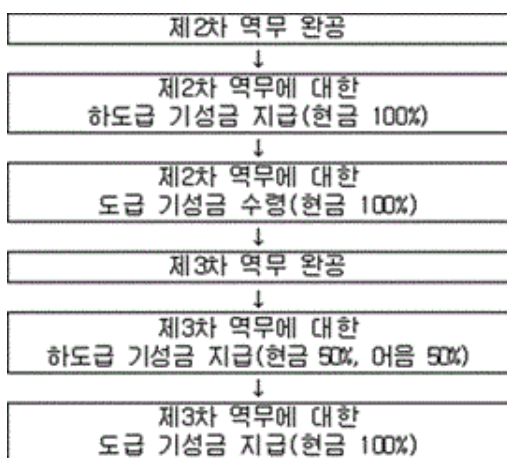 제2차 역무 완공
↓
제2차 역무에 대한
하도급 기성금 지급(현금 100%)
↓
제2차 역무에 대한
도급 기성금 수령(현금 100%)
↓
제3차 역무 완공
↓
제3차 역무에 대한
하도급 기성금 지급(현금 50%, 어음 50%)
↓
제3차 역무에 대한
도급 기성금 지급(현금 100%)